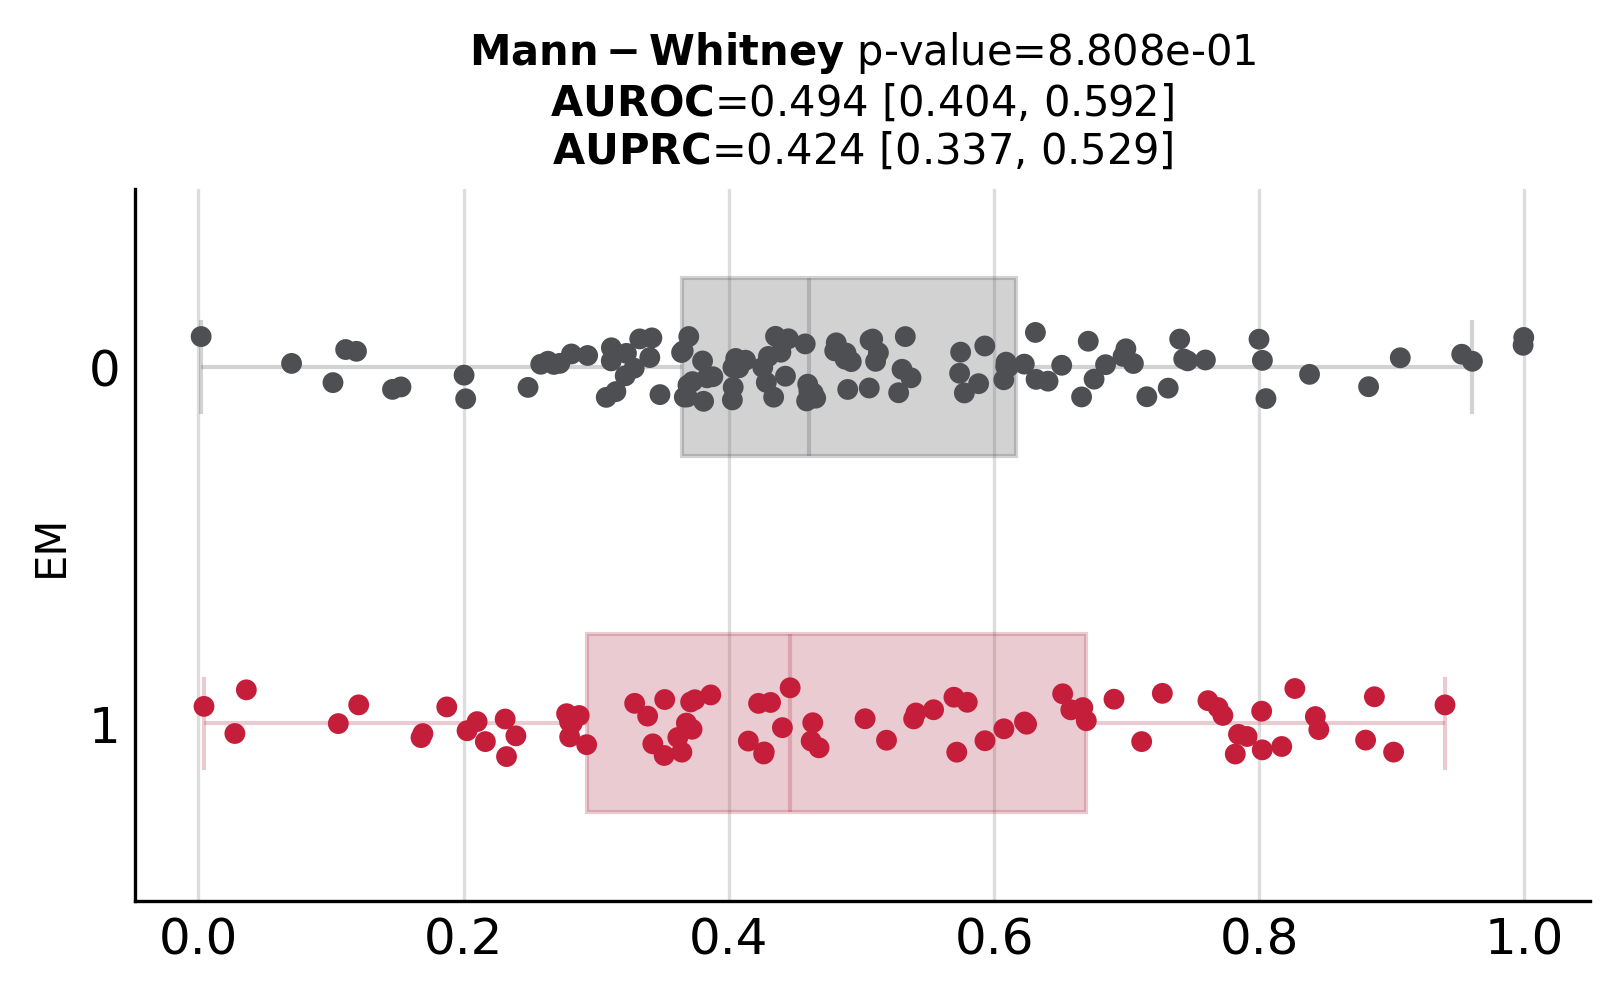 Mann − Whitney p-value=8.808e-01
AUROC=0.494 [0.404, 0.592]
AUPRC=0.424 [0.337, 0.529]
0
EM
1
0.0 0.2 0.4 0.6 0.8 1.0